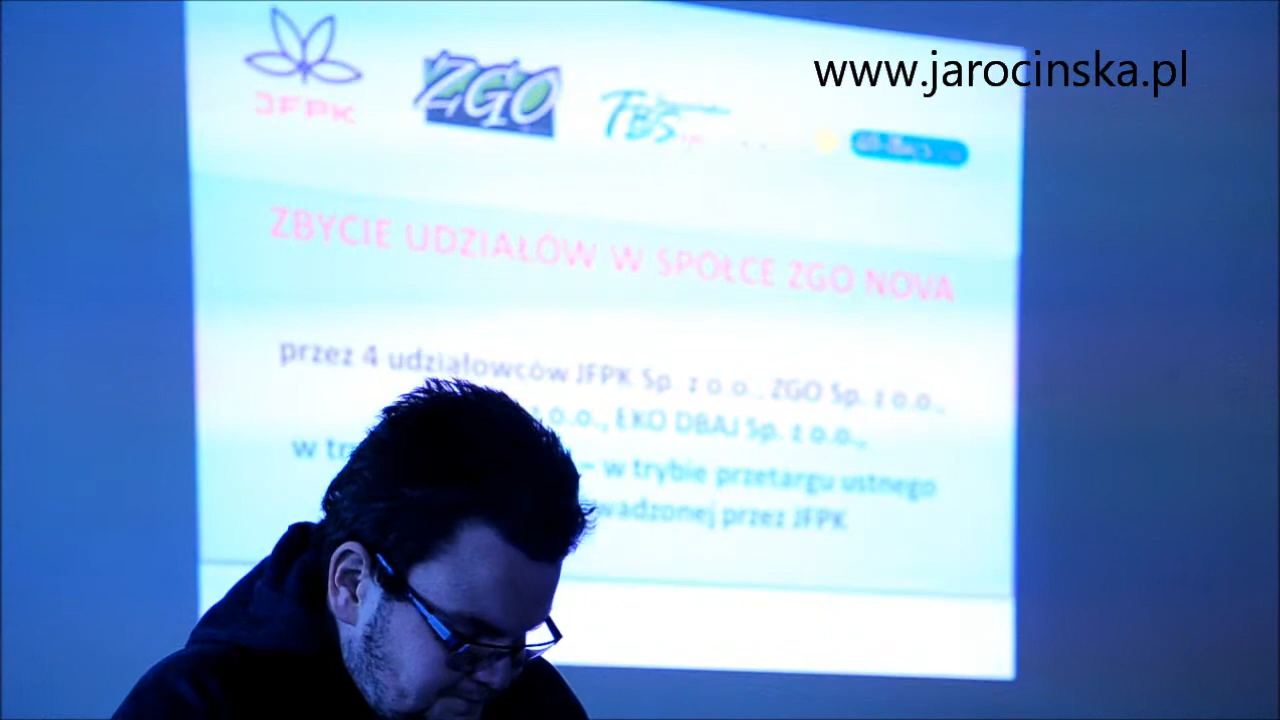 www.jarocinska.pl
JFPK
ZGO
TBS
ZBYCIE UDZIAŁÓW W SPÓŁCE ZGO NOVA
przez 4 udziałowców JFPK Sp. z o.o., ZGO Sp. z o.o.,
z o.o., EKO DBAJ Sp. z o.o.,
w – w trybie przetargu ustnego
przez JFPK